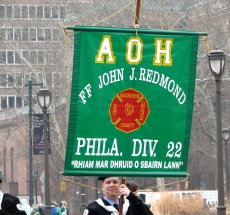 AOH
FF JOHN J. REDMOND
PHILA. DIV. 22
"RHIAM MAR DHRUID O SBAIRN LANN"